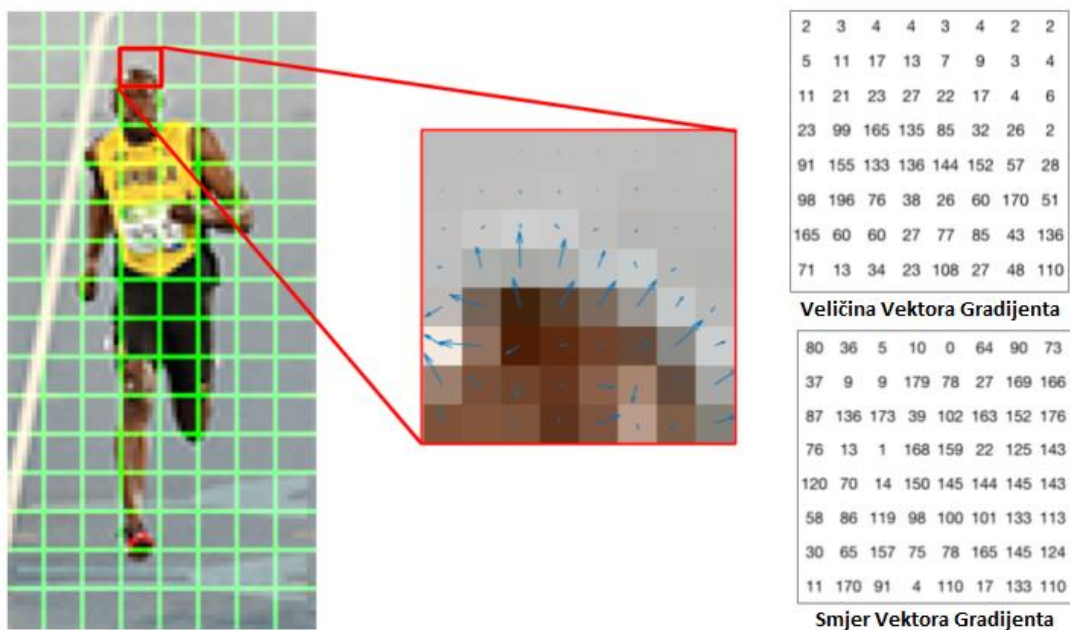 2 3 4 4 3 4 2 2
5 11 17 13 7 9 3 4
11 21 23 27 22 17 4 6
23 99 165 135 85 32 26 2
91 155 133 136 144 152 57 28
98 196 76 38 26 60 170 51
165 60 60 27 77 85 43 136
71 13 34 23 108 27 48 110
Veličina Vektora Gradijenta
80 36 5 10 0 64 90 73
37 9 9 179 78 27 169 166
87 136 173 39 102 163 152 176
76 13 1 168 159 22 125 143
120 70 14 150 145 144 145 143
58 86 119 98 100 101 133 113
30 65 157 75 78 165 145 124
11 170 91 4 110 17 133 110
Smjer Vektora Gradijenta